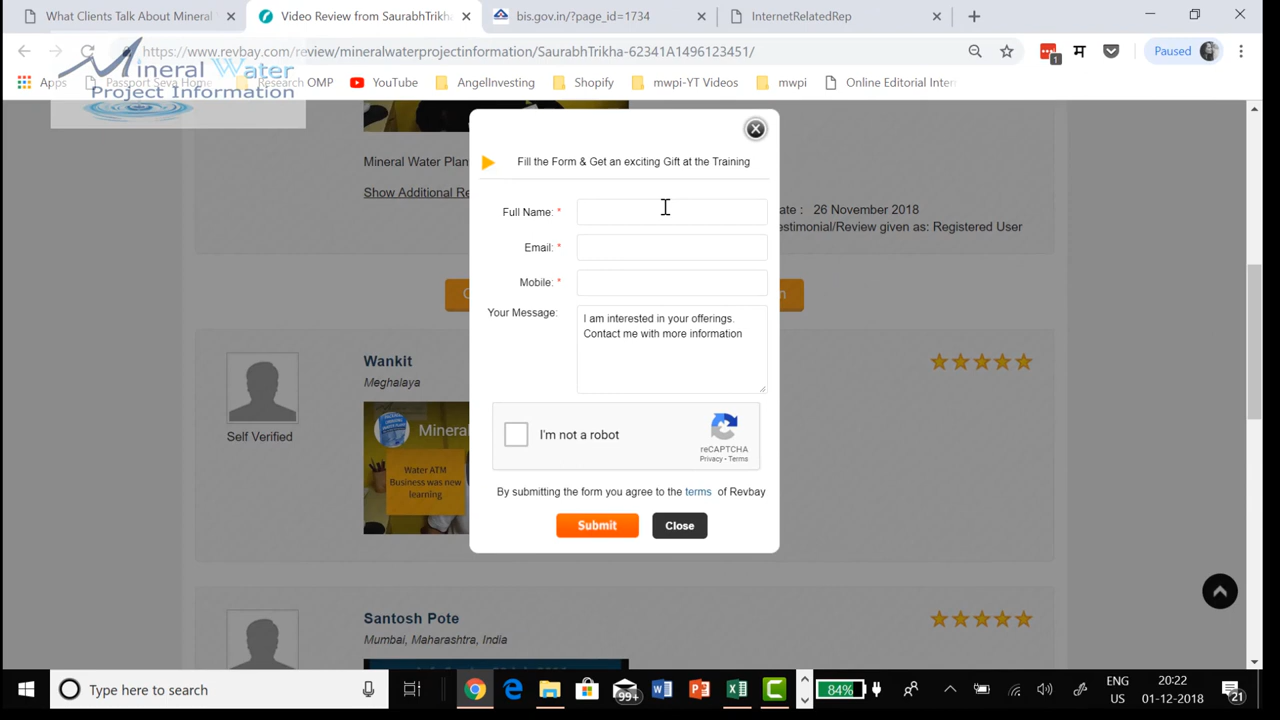 What Clients Talk About Mineral
Video Review from SaurabhTrikha
bis.gov.in/?page_id=1734
InternetRelatedRep
https://www.revbay.com/review/mineralwaterprojectinformation/SaurabhTrikha-62341A1496123451/
1
म
Paused
Apps
Passport Seva Home
Research OMP
YouTube
AngelInvesting
Shopify
mwpi-YT Videos
mwpi
Online Editorial Inter
Mineral Water
Project Information
Fill the Form & Get an exciting Gift at the Training
Mineral Water Plan
Show Additional Re
Full Name: *
ate : 26 November 2018
estimonial/Review given as: Registered User
Email: *
Mobile: *
Your Message:
I am interested in your offerings.
Contact me with more information
Wankit
Meghalaya
Self Verified
Mineral
Water ATM
Business was new
learning
I'm not a robot
reCAPTCHA
Privacy - Terms
By submitting the form you agree to the terms of Revbay
Submit
Close
Santosh Pote
Mumbai, Maharashtra, India
Type here to search
99+
84%
ENG
US
20:22
01-12-2018
21